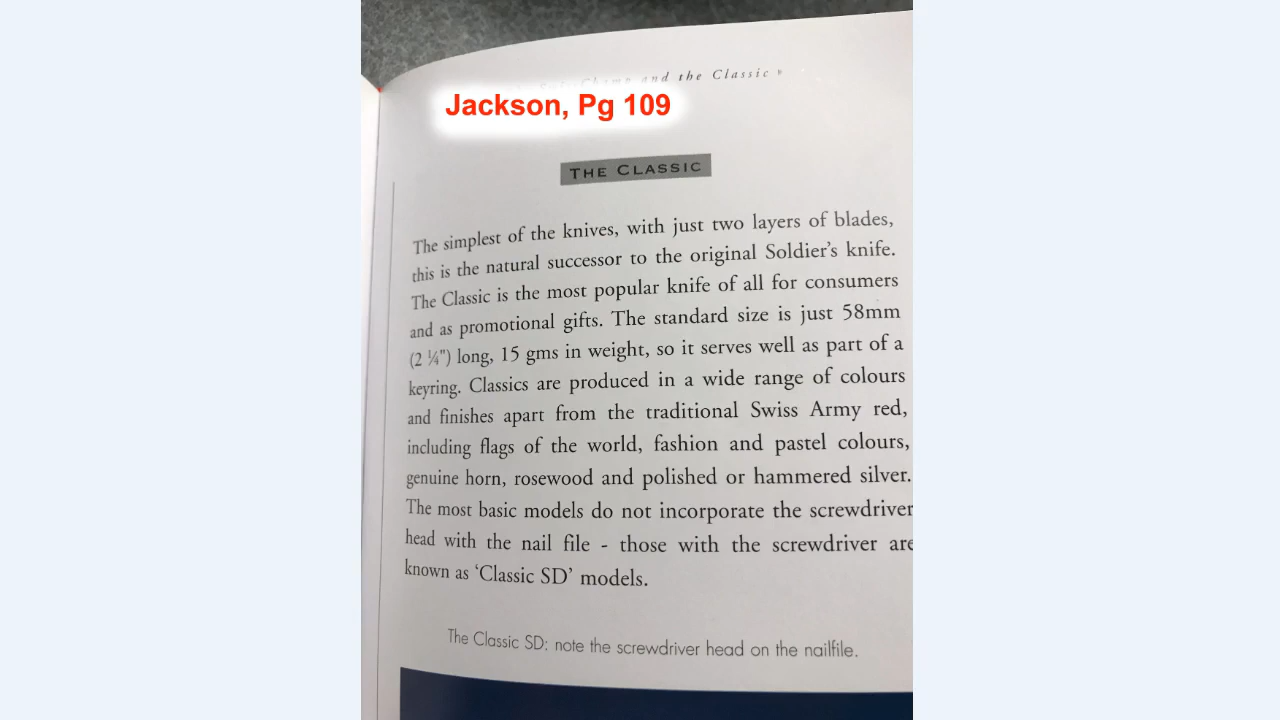 Champ and the Classic "
Jackson, Pg 109
THE CLASSIC
The simplest of the knives, with just two layers of blades,
this is the natural successor to the original Soldier's knife.
The Classic is the most popular knife of all for consumers
and as promotional gifts. The standard size is just 58mm
(2 ¼") long, 15 gms in weight, so it serves well as part of a
keyring. Classics are produced in a wide range of colours
and finishes apart from the traditional Swiss Army red,
including flags of the world, fashion and pastel colours,
genuine horn, rosewood and polished or hammered silver.
The most basic models do not incorporate the screwdriver
head with the nail file - those with the screwdriver are
known as 'Classic SD' models.
The Classic SD: note the screwdriver head on the nailfile.